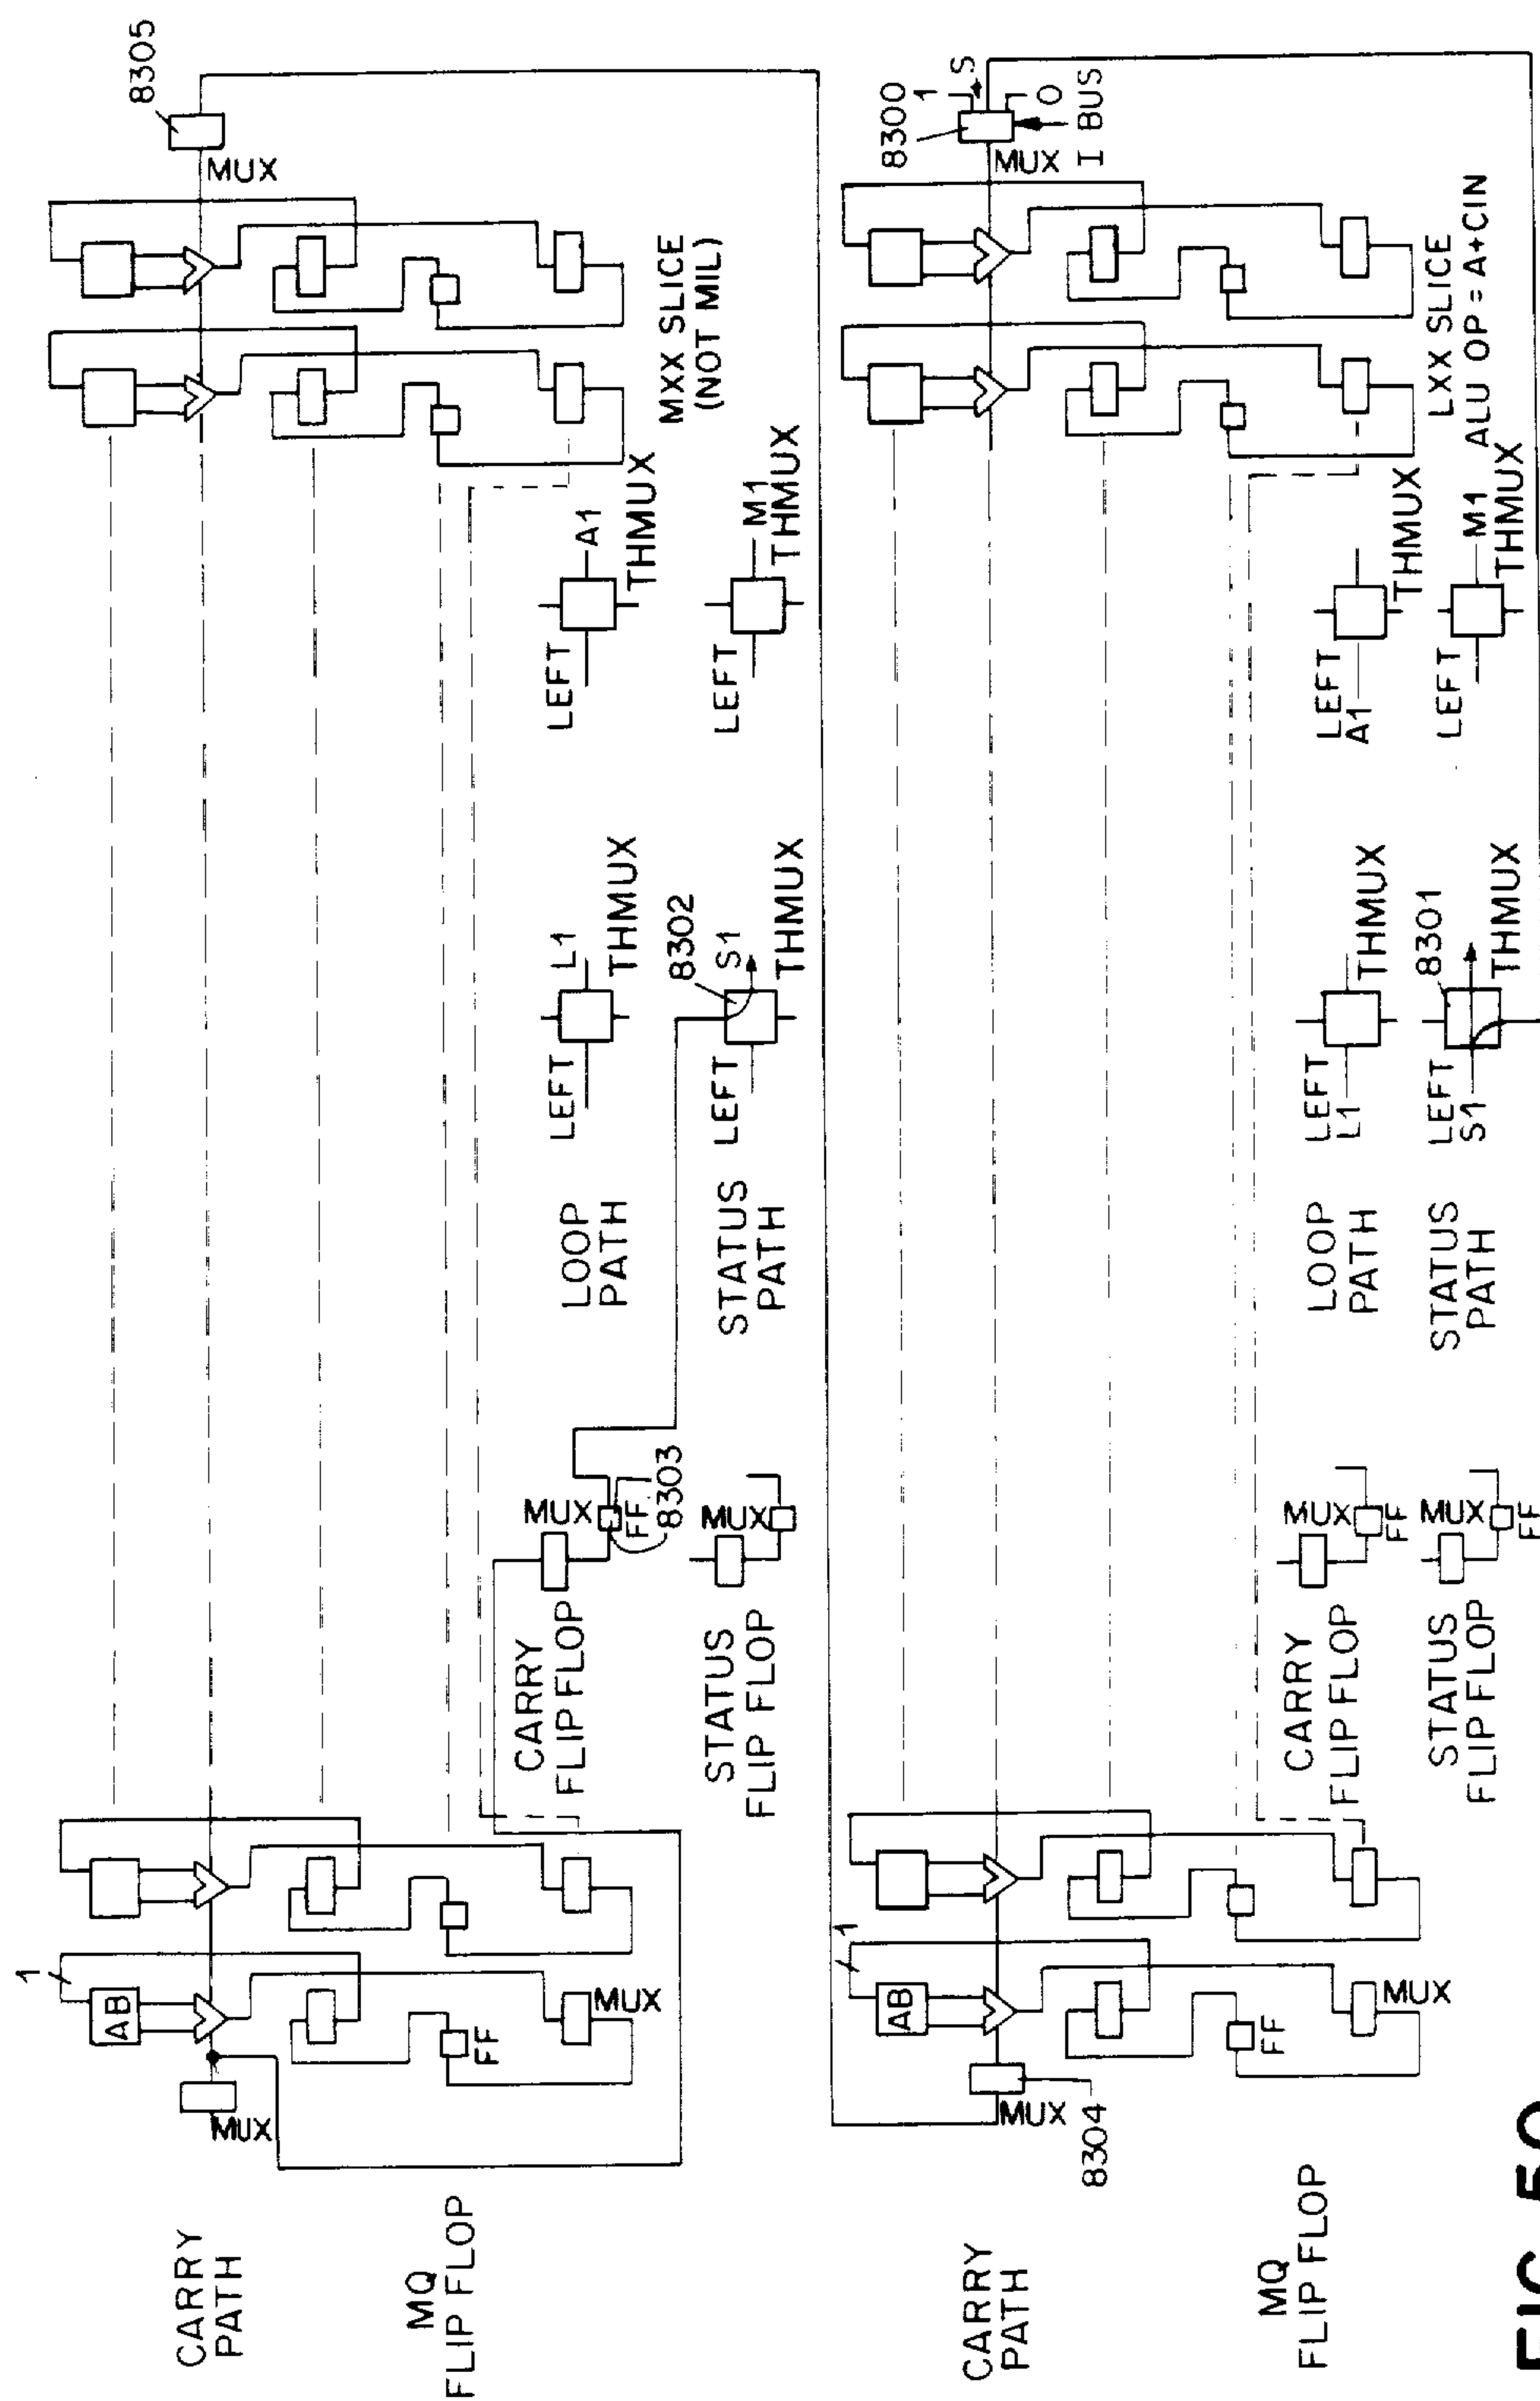 8305
MUX
1
AB
MUX
FF
MUX
CARRY
PATH
MQ
FLIP FLOP
CARRY
FLIP FLOP
MUX
FF
8303
STATUS
FLIP FLOP
MUX
LOOP
PATH
LEFT
L1
THMUX
STATUS
PATH
LEFT
8302
S1
THMUX
LEFT
A1
THMUX
LEFT
M1
THMUX
MXX SLICE
(NOT MIL)
8300
1
S
0
I BUS
MUX
1
AB
MUX
8304
FF
MUX
CARRY
PATH
MQ
FLIP FLOP
CARRY
FLIP FLOP
MUX
FF
STATUS
FLIP FLOP
MUX
FF
LOOP
PATH
LEFT
L1
THMUX
STATUS
PATH
LEFT
S1
8301
THMUX
LEFT
A1
THMUX
LEFT
M1
THMUX
LXX SLICE
ALU OP = A+CIN